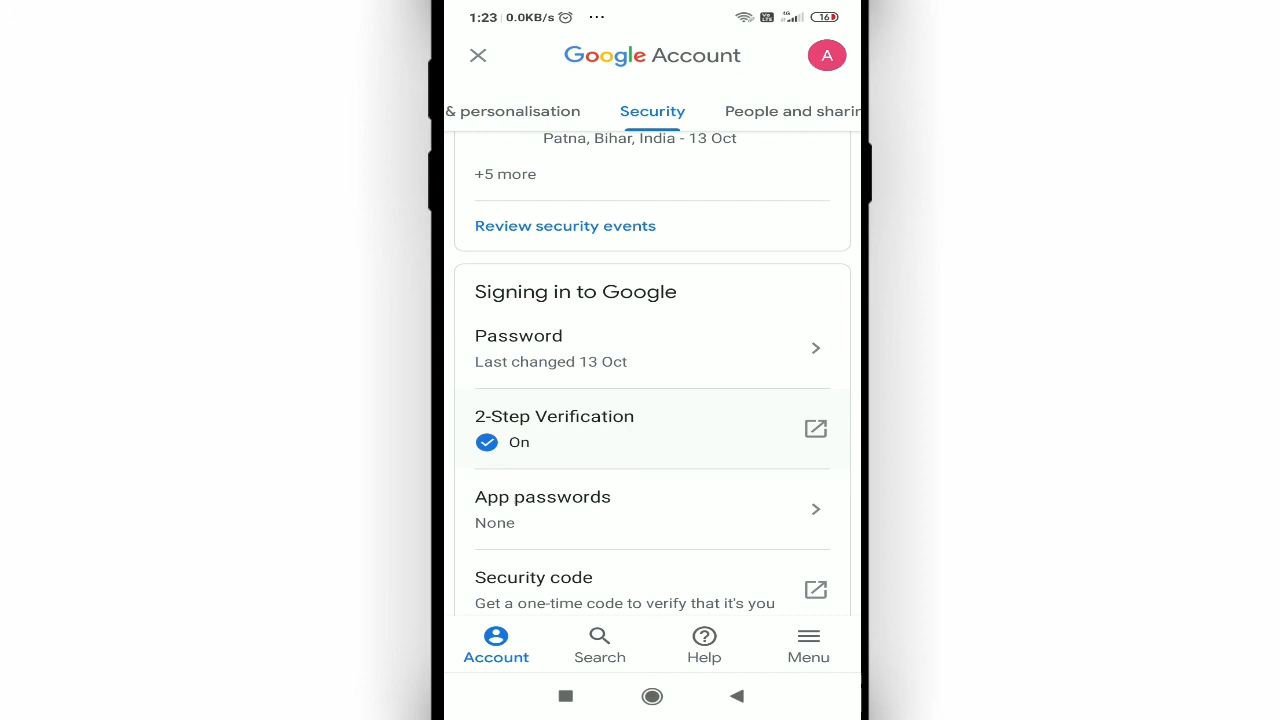 1:23 0.0KB/s ...
4G 16
Google Account
A
& personalisation Security People and sharin
Patna, Bihar, India - 13 Oct
+5 more
Review security events
Signing in to Google
Password
Last changed 13 Oct
2-Step Verification
On
App passwords
None
Security code
Get a one-time code to verify that it's you
Account Search Help Menu